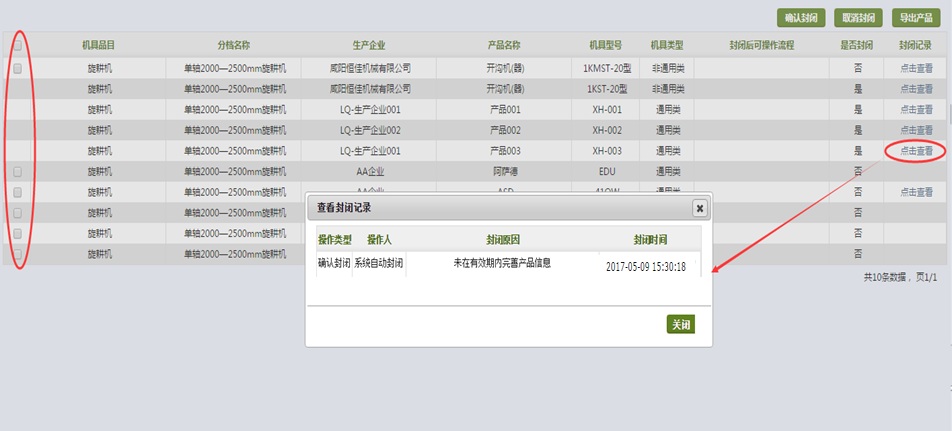 确认封闭 取消封闭 导出产品
机具品目 分档名称 生产企业 产品名称 机具型号 机具类型 封闭后可操作流程 是否封闭 封闭记录
旋耕机 单轴2000—2500mm旋耕机 咸阳恒佳机械有限公司 开沟机(器) 1KMST-20型 非通用类 否 点击查看
旋耕机 单轴2000—2500mm旋耕机 咸阳恒佳机械有限公司 开沟机(器) 1KST-20型 非通用类 是 点击查看
旋耕机 单轴2000—2500mm旋耕机 LQ-生产企业001 产品001 XH-001 通用类 是 点击查看
旋耕机 单轴2000—2500mm旋耕机 LQ-生产企业002 产品002 XH-002 通用类 是 点击查看
旋耕机 单轴2000—2500mm旋耕机 LQ-生产企业001 产品003 XH-003 通用类 是 点击查看
旋耕机 单轴2000—2500mm旋耕机 AA企业 阿萨德 EDU 通用类 否
旋耕机 单轴2000—2500mm旋耕机 否 点击查看
旋耕机 单轴2000—2500mm旋耕机 否
旋耕机 单轴2000—2500mm旋耕机 否
旋耕机 单轴2000—2500mm旋耕机 否
共10条数据，页1/1
查看封闭记录
操作类型 操作人 封闭原因 封闭时间
确认封闭 系统自动封闭 未在有效期内完善产品信息 2017-05-09 15:30:18
关闭